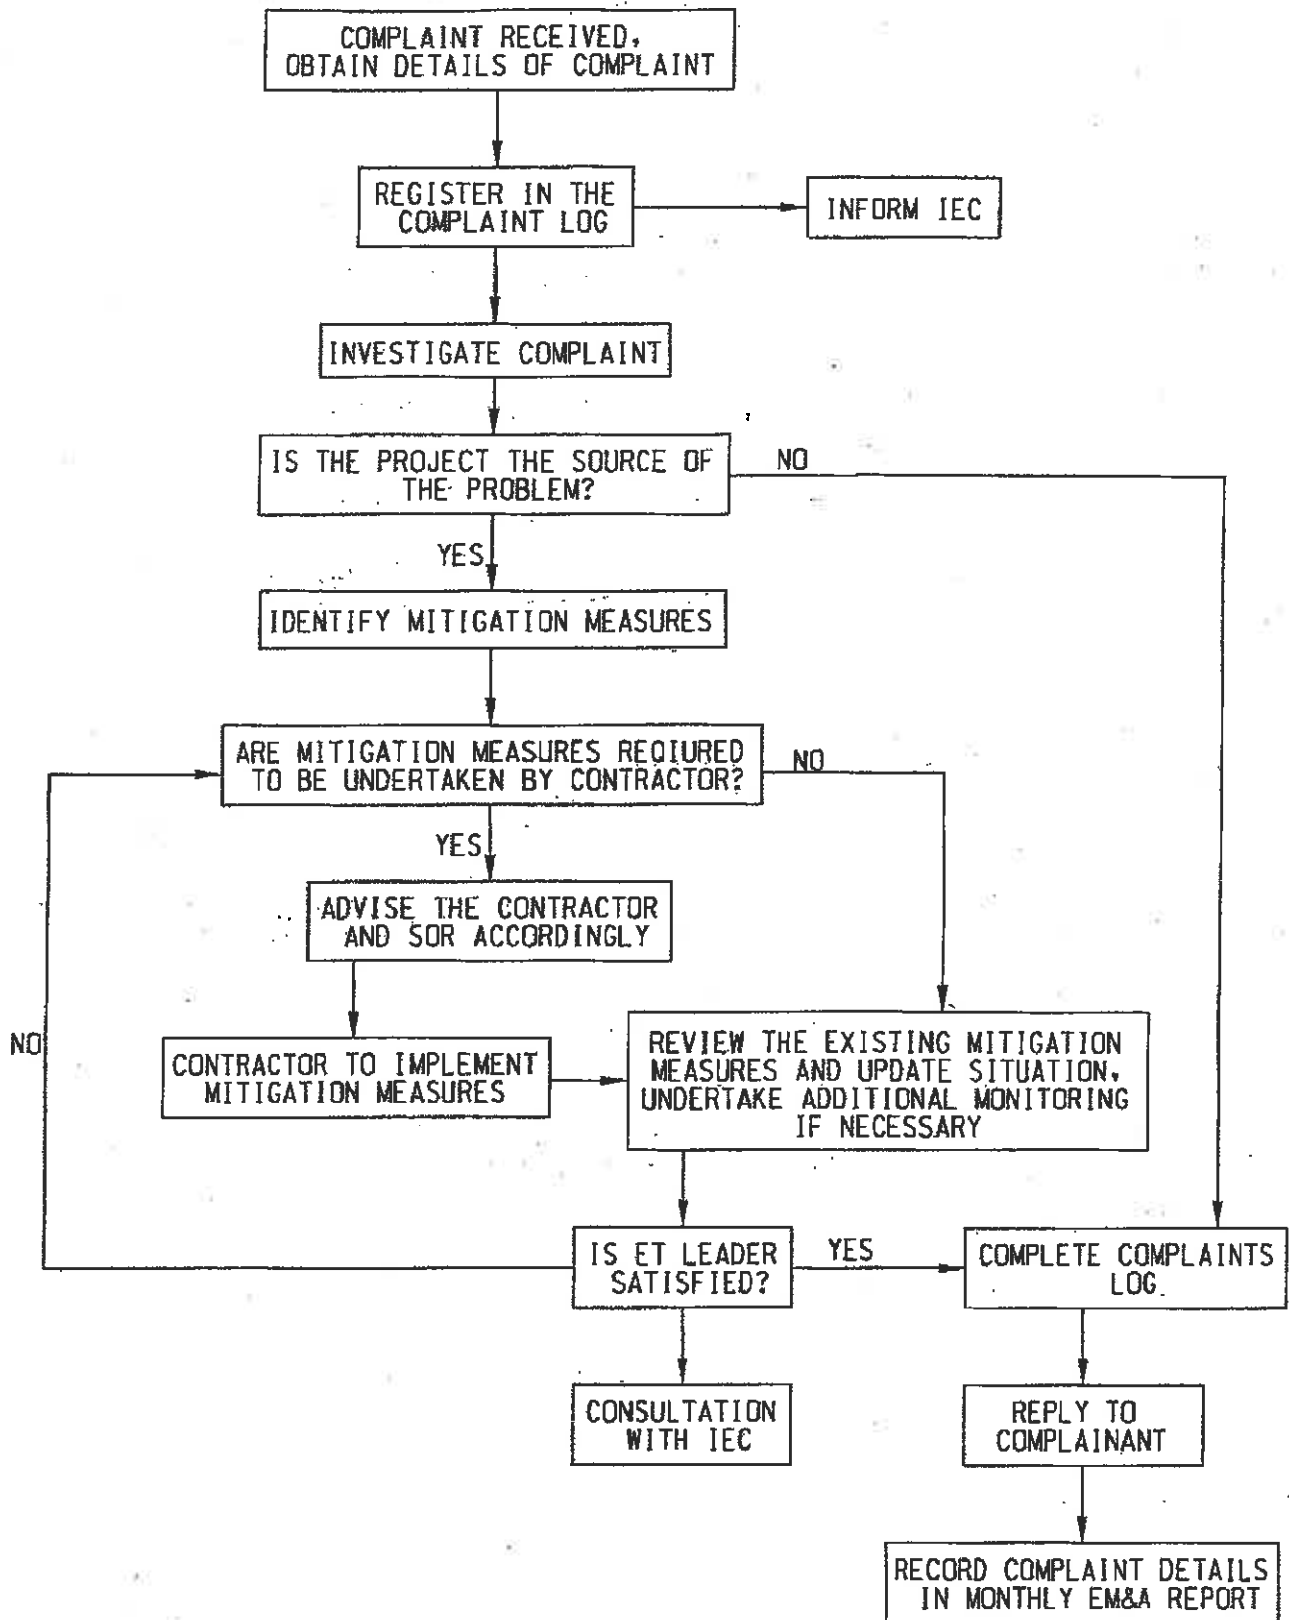 COMPLAINT RECEIVED,
OBTAIN DETAILS OF COMPLAINT
REGISTER IN THE
COMPLAINT LOG
INFORM IEC
INVESTIGATE COMPLAINT
IS THE PROJECT THE SOURCE OF
THE PROBLEM?
NO
YES
IDENTIFY MITIGATION MEASURES
ARE MITIGATION MEASURES REQIURED
TO BE UNDERTAKEN BY CONTRACTOR?
NO
YES
ADVISE THE CONTRACTOR
AND SOR ACCORDINGLY
NO
CONTRACTOR TO IMPLEMENT
MITIGATION MEASURES
REVIEW THE EXISTING MITIGATION
MEASURES AND UPDATE SITUATION,
UNDERTAKE ADDITIONAL MONITORING
IF NECESSARY
IS ET LEADER
SATISFIED?
YES
COMPLETE COMPLAINTS
LOG
CONSULTATION
WITH IEC
REPLY TO
COMPLAINANT
RECORD COMPLAINT DETAILS
IN MONTHLY EM&A REPORT